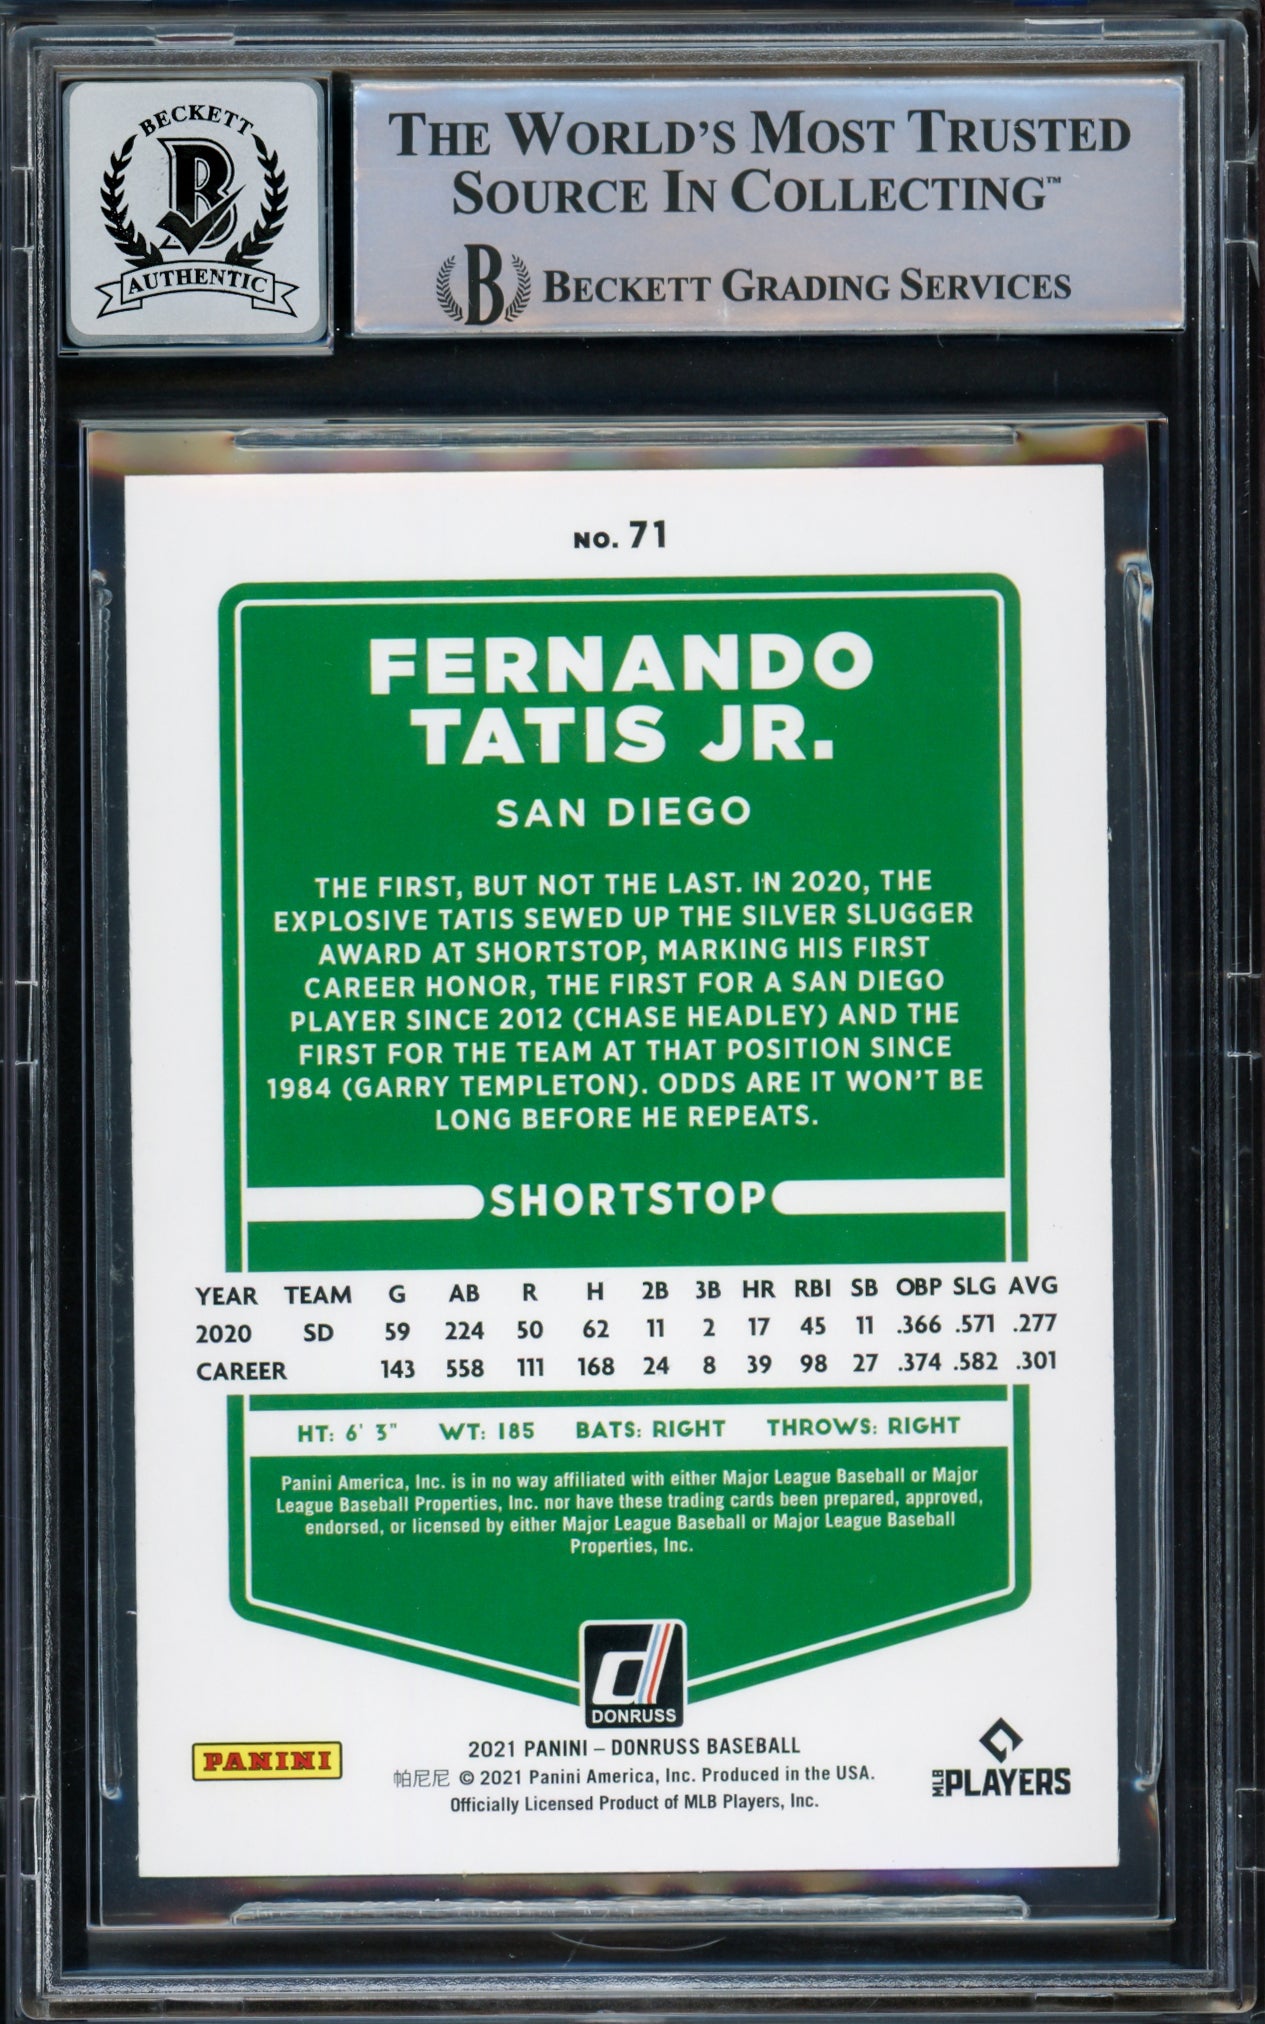 BECKETT
B
AUTHENTIC
THE WORLD'S MOST TRUSTED
SOURCE IN COLLECTING™
B BECKETT GRADING SERVICES
NO. 71
FERNANDO
TATIS JR.
SAN DIEGO
THE FIRST, BUT NOT THE LAST. IN 2020, THE
EXPLOSIVE TATIS SEWED UP THE SILVER SLUGGER
AWARD AT SHORTSTOP, MARKING HIS FIRST
CAREER HONOR, THE FIRST FOR A SAN DIEGO
PLAYER SINCE 2012 (CHASE HEADLEY) AND THE
FIRST FOR THE TEAM AT THAT POSITION SINCE
1984 (GARRY TEMPLETON). ODDS ARE IT WON'T BE
LONG BEFORE HE REPEATS.
SHORTSTOP
YEAR TEAM G AB R H 2B 3B HR RBI SB OBP SLG AVG
2020 SD 59 224 50 62 11 2 17 45 11 .366 .571 .277
CAREER 143 558 111 168 24 8 39 98 27 .374 .582 .301
HT: 6' 3" WT: 185 BATS: RIGHT THROWS: RIGHT
Panini America, Inc. is in no way affiliated with either Major League Baseball or Major
League Baseball Properties, Inc. nor have these trading cards been prepared, approved,
endorsed, or licensed by either Major League Baseball or Major League Baseball
Properties, Inc.
d
DONRUSS
PANINI
2021 PANINI – DONRUSS BASEBALL
帕尼尼 © 2021 Panini America, Inc. Produced in the USA.
Officially Licensed Product of MLB Players, Inc.
MLB PLAYERS